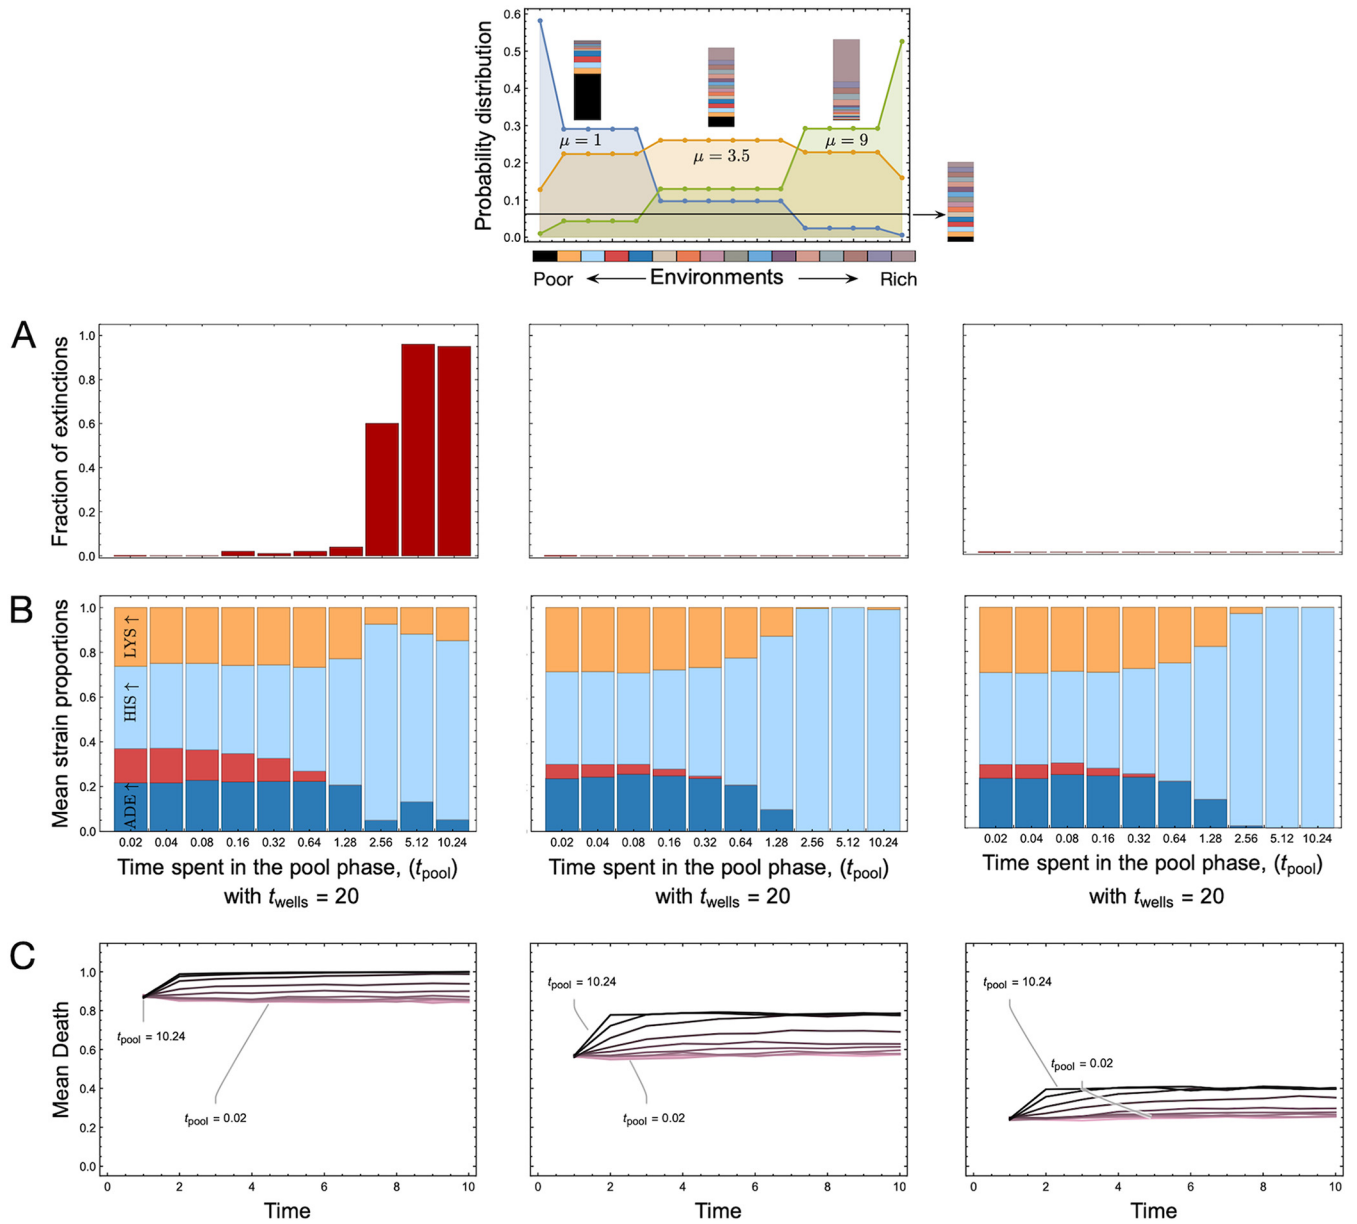 Probability distribution
0.6
0.5
0.4
0.3
0.2
0.1
0.0
μ = 1
μ = 3.5
μ = 9
Poor
Environments
Rich
A
Fraction of extinctions
1.0
0.8
0.6
0.4
0.2
0.0
B
Mean strain proportions
1.0
0.8
0.6
0.4
0.2
0.0
LYS ↑
HIS ↑
ADE ↑
0.02 0.04 0.08 0.16 0.32 0.64 1.28 2.56 5.12 10.24
0.02 0.04 0.08 0.16 0.32 0.64 1.28 2.56 5.12 10.24
0.02 0.04 0.08 0.16 0.32 0.64 1.28 2.56 5.12 10.24
Time spent in the pool phase, (tpool)
with twells = 20
Time spent in the pool phase, (tpool)
with twells = 20
Time spent in the pool phase, (tpool)
with twells = 20
C
Mean Death
1.0
0.8
0.6
0.4
0.2
0.0
tpool = 10.24
tpool = 0.02
tpool = 10.24
tpool = 0.02
tpool = 10.24
tpool = 0.02
0 2 4 6 8 10
0 2 4 6 8 10
0 2 4 6 8 10
Time
Time
Time